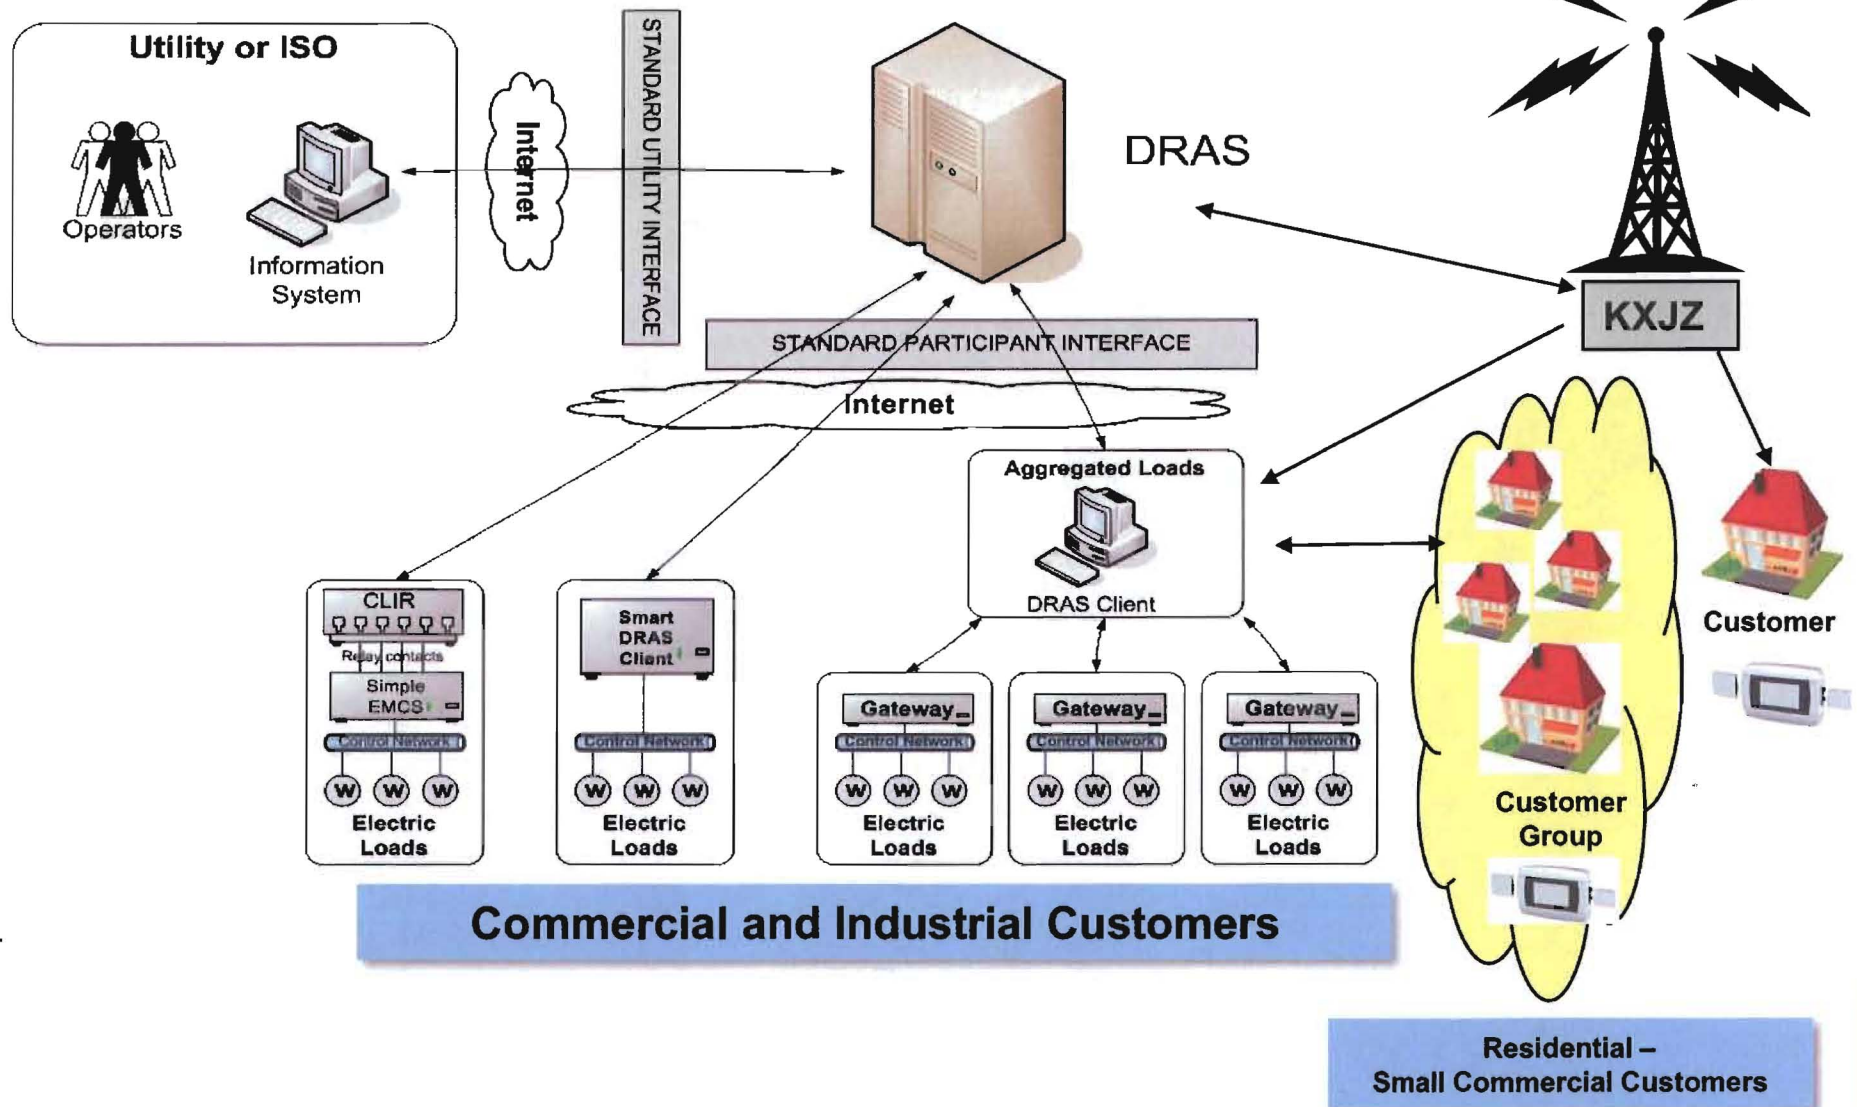 Utility or ISO
Operators
Information
System
Internet
STANDARD UTILITY INTERFACE
DRAS
KXJZ
STANDARD PARTICIPANT INTERFACE
Internet
Aggregated Loads
DRAS Client
CLIR
Relay contacts
Simple
EMCS
Control Network
W W W
Electric
Loads
Smart
DRAS
Client
Control Network
W W W
Electric
Loads
Gateway
Control Network
W W W
Electric
Loads
Gateway
Control Network
W W W
Electric
Loads
Gateway
Control Network
W W W
Electric
Loads
Customer
Customer
Group
Commercial and Industrial Customers
Residential –
Small Commercial Customers